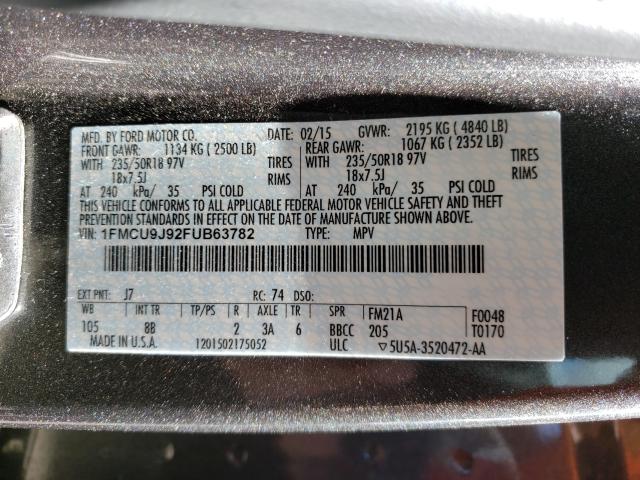 MFD. BY FORD MOTOR CO. DATE: 02/15 GVWR: 2195 KG ( 4840 LB)
FRONT GAWR: 1134 KG ( 2500 LB) REAR GAWR: 1067 KG ( 2352 LB)
WITH 235/50R18 97V TIRES WITH 235/50R18 97V TIRES
18x7.5J RIMS 18x7.5J RIMS
AT 240 kPa/ 35 PSI COLD AT 240 kPa/ 35 PSI COLD
THIS VEHICLE CONFORMS TO ALL APPLICABLE FEDERAL MOTOR VEHICLE SAFETY AND BUMPER
STANDARDS IN EFFECT ON THE DATE OF MANUFACTURE SHOWN ABOVE.
VIN: 1FMCU9J92FUB63782 TYPE: MPV
EXT PNT: J7 RC: 74 DSO:
WB INT TR TP/PS R AXLE TR SPR FM21A F0048
105 8B 2 3A 6 BBCC 205 T0170
MADE IN U.S.A. 1201502175052 ULC ▽5U5A-3520472-AA